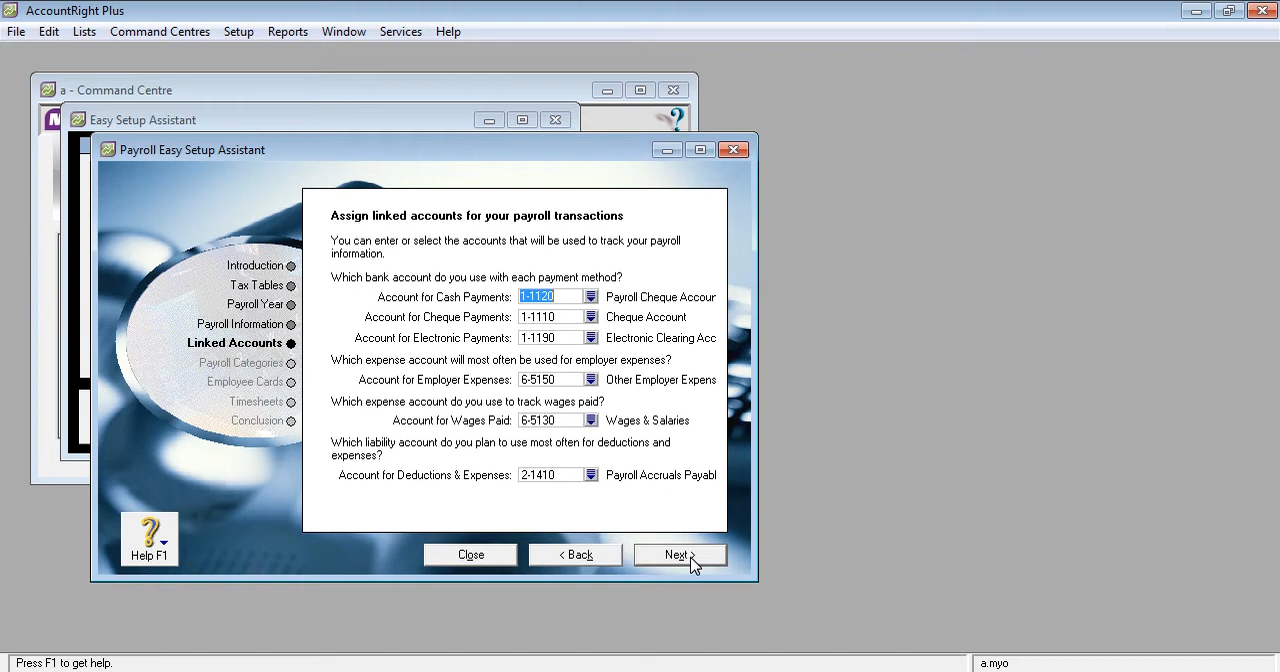 AccountRight Plus
File Edit Lists Command Centres Setup Reports Window Services Help
a - Command Centre
Easy Setup Assistant
Payroll Easy Setup Assistant
Introduction
Tax Tables
Payroll Year
Payroll Information
Linked Accounts
Payroll Categories
Employee Cards
Timesheets
Conclusion
Assign linked accounts for your payroll transactions
You can enter or select the accounts that will be used to track your payroll
information.
Which bank account do you use with each payment method?
Account for Cash Payments: 1-1120 Payroll Cheque Accour
Account for Cheque Payments: 1-1110 Cheque Account
Account for Electronic Payments: 1-1190 Electronic Clearing Acc
Which expense account will most often be used for employer expenses?
Account for Employer Expenses: 6-5150 Other Employer Expens
Which expense account do you use to track wages paid?
Account for Wages Paid: 6-5130 Wages & Salaries
Which liability account do you plan to use most often for deductions and
expenses?
Account for Deductions & Expenses: 2-1410 Payroll Accruals Payabl
Help F1
Close < Back Next >
Press F1 to get help.
a.myo